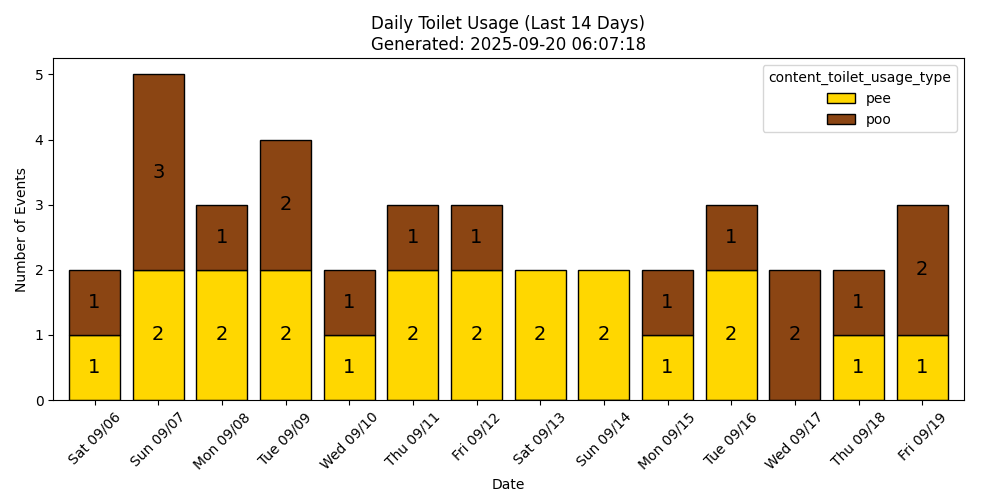 Daily Toilet Usage (Last 14 Days)
Generated: 2025-09-20 06:07:18
content_toilet_usage_type
pee
poo
Number of Events
5
4
3
2
1
0
3
1 2 1 1 1 1 2
1 2 2 2 1 2 2 2 2 1 2 2 1 1
1 1 1
Sat 09/06
Sun 09/07
Mon 09/08
Tue 09/09
Wed 09/10
Thu 09/11
Fri 09/12
Sat 09/13
Sun 09/14
Mon 09/15
Tue 09/16
Wed 09/17
Thu 09/18
Fri 09/19
Date